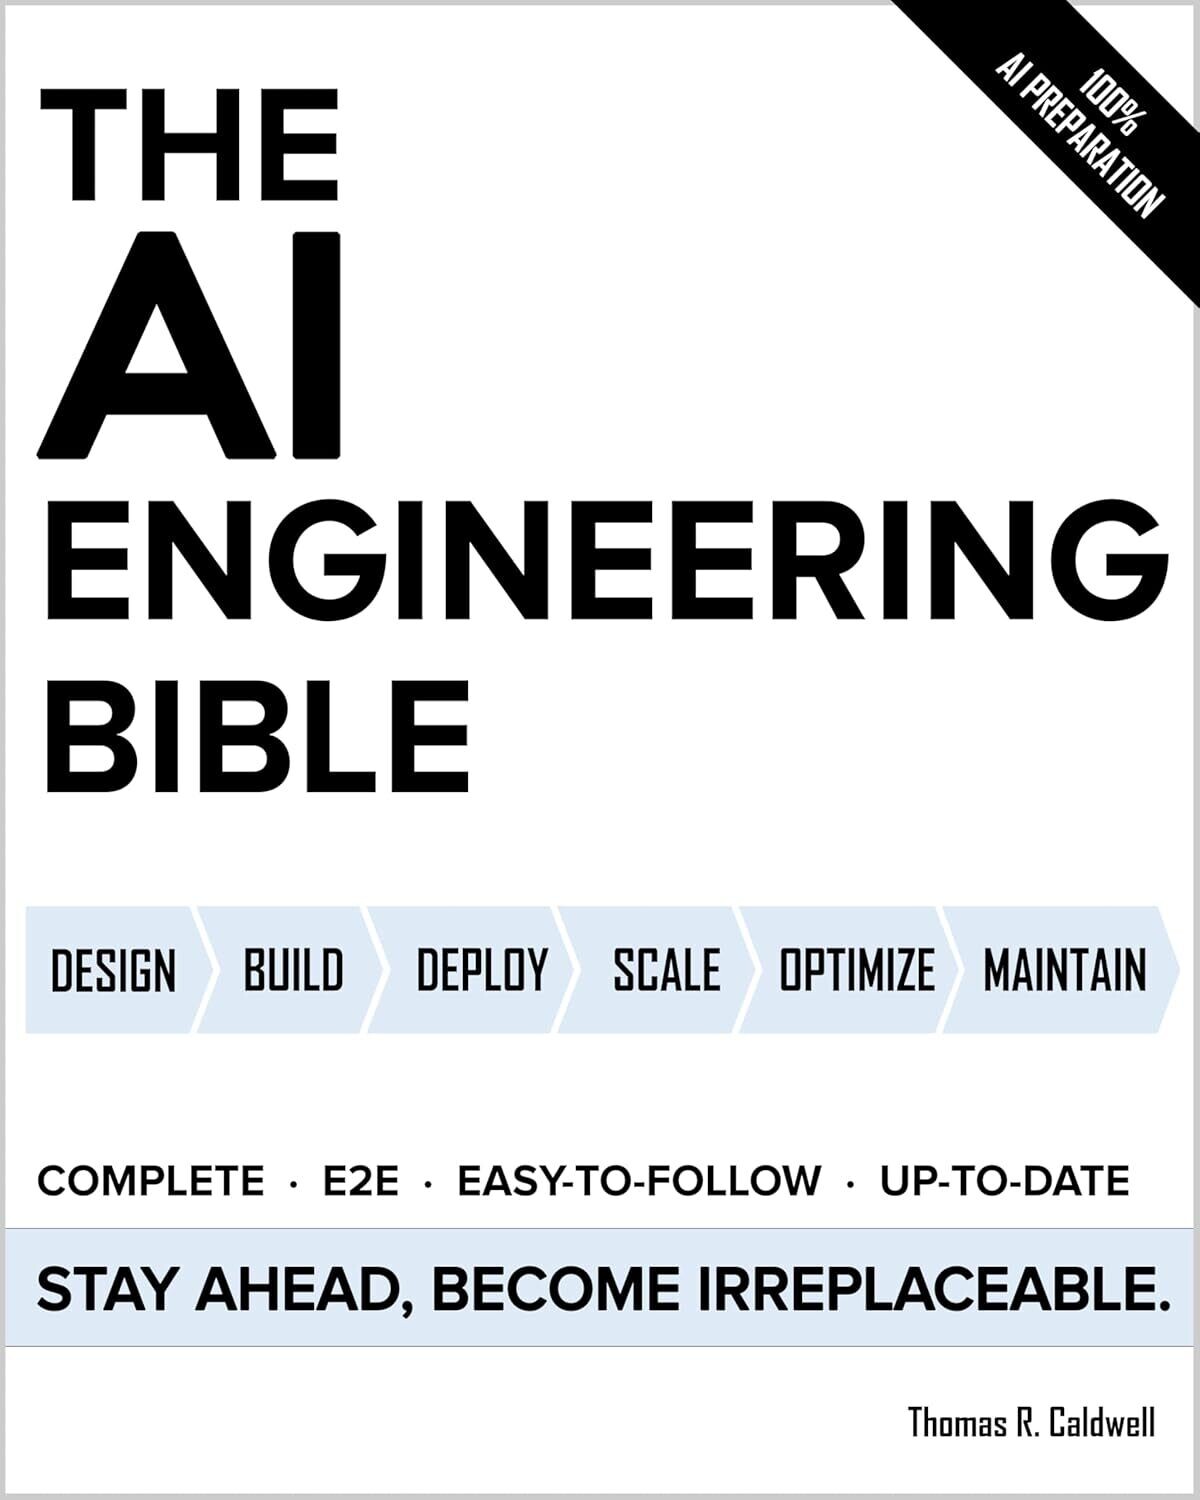 100%
AI PREPARATION
THE
AI
ENGINEERING
BIBLE
DESIGN BUILD DEPLOY SCALE OPTIMIZE MAINTAIN
COMPLETE · E2E · EASY-TO-FOLLOW · UP-TO-DATE
STAY AHEAD, BECOME IRREPLACEABLE.
Thomas R. Caldwell